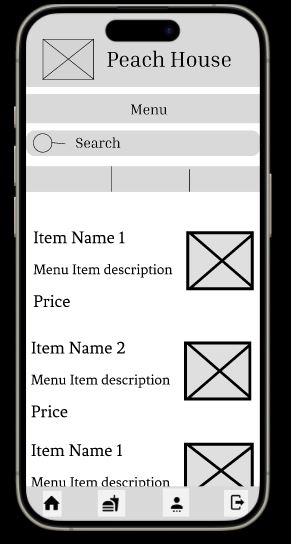 Peach House
Menu
Search
Item Name 1
Menu Item description
Price
Item Name 2
Menu Item description
Price
Item Name 1
Menu Item description